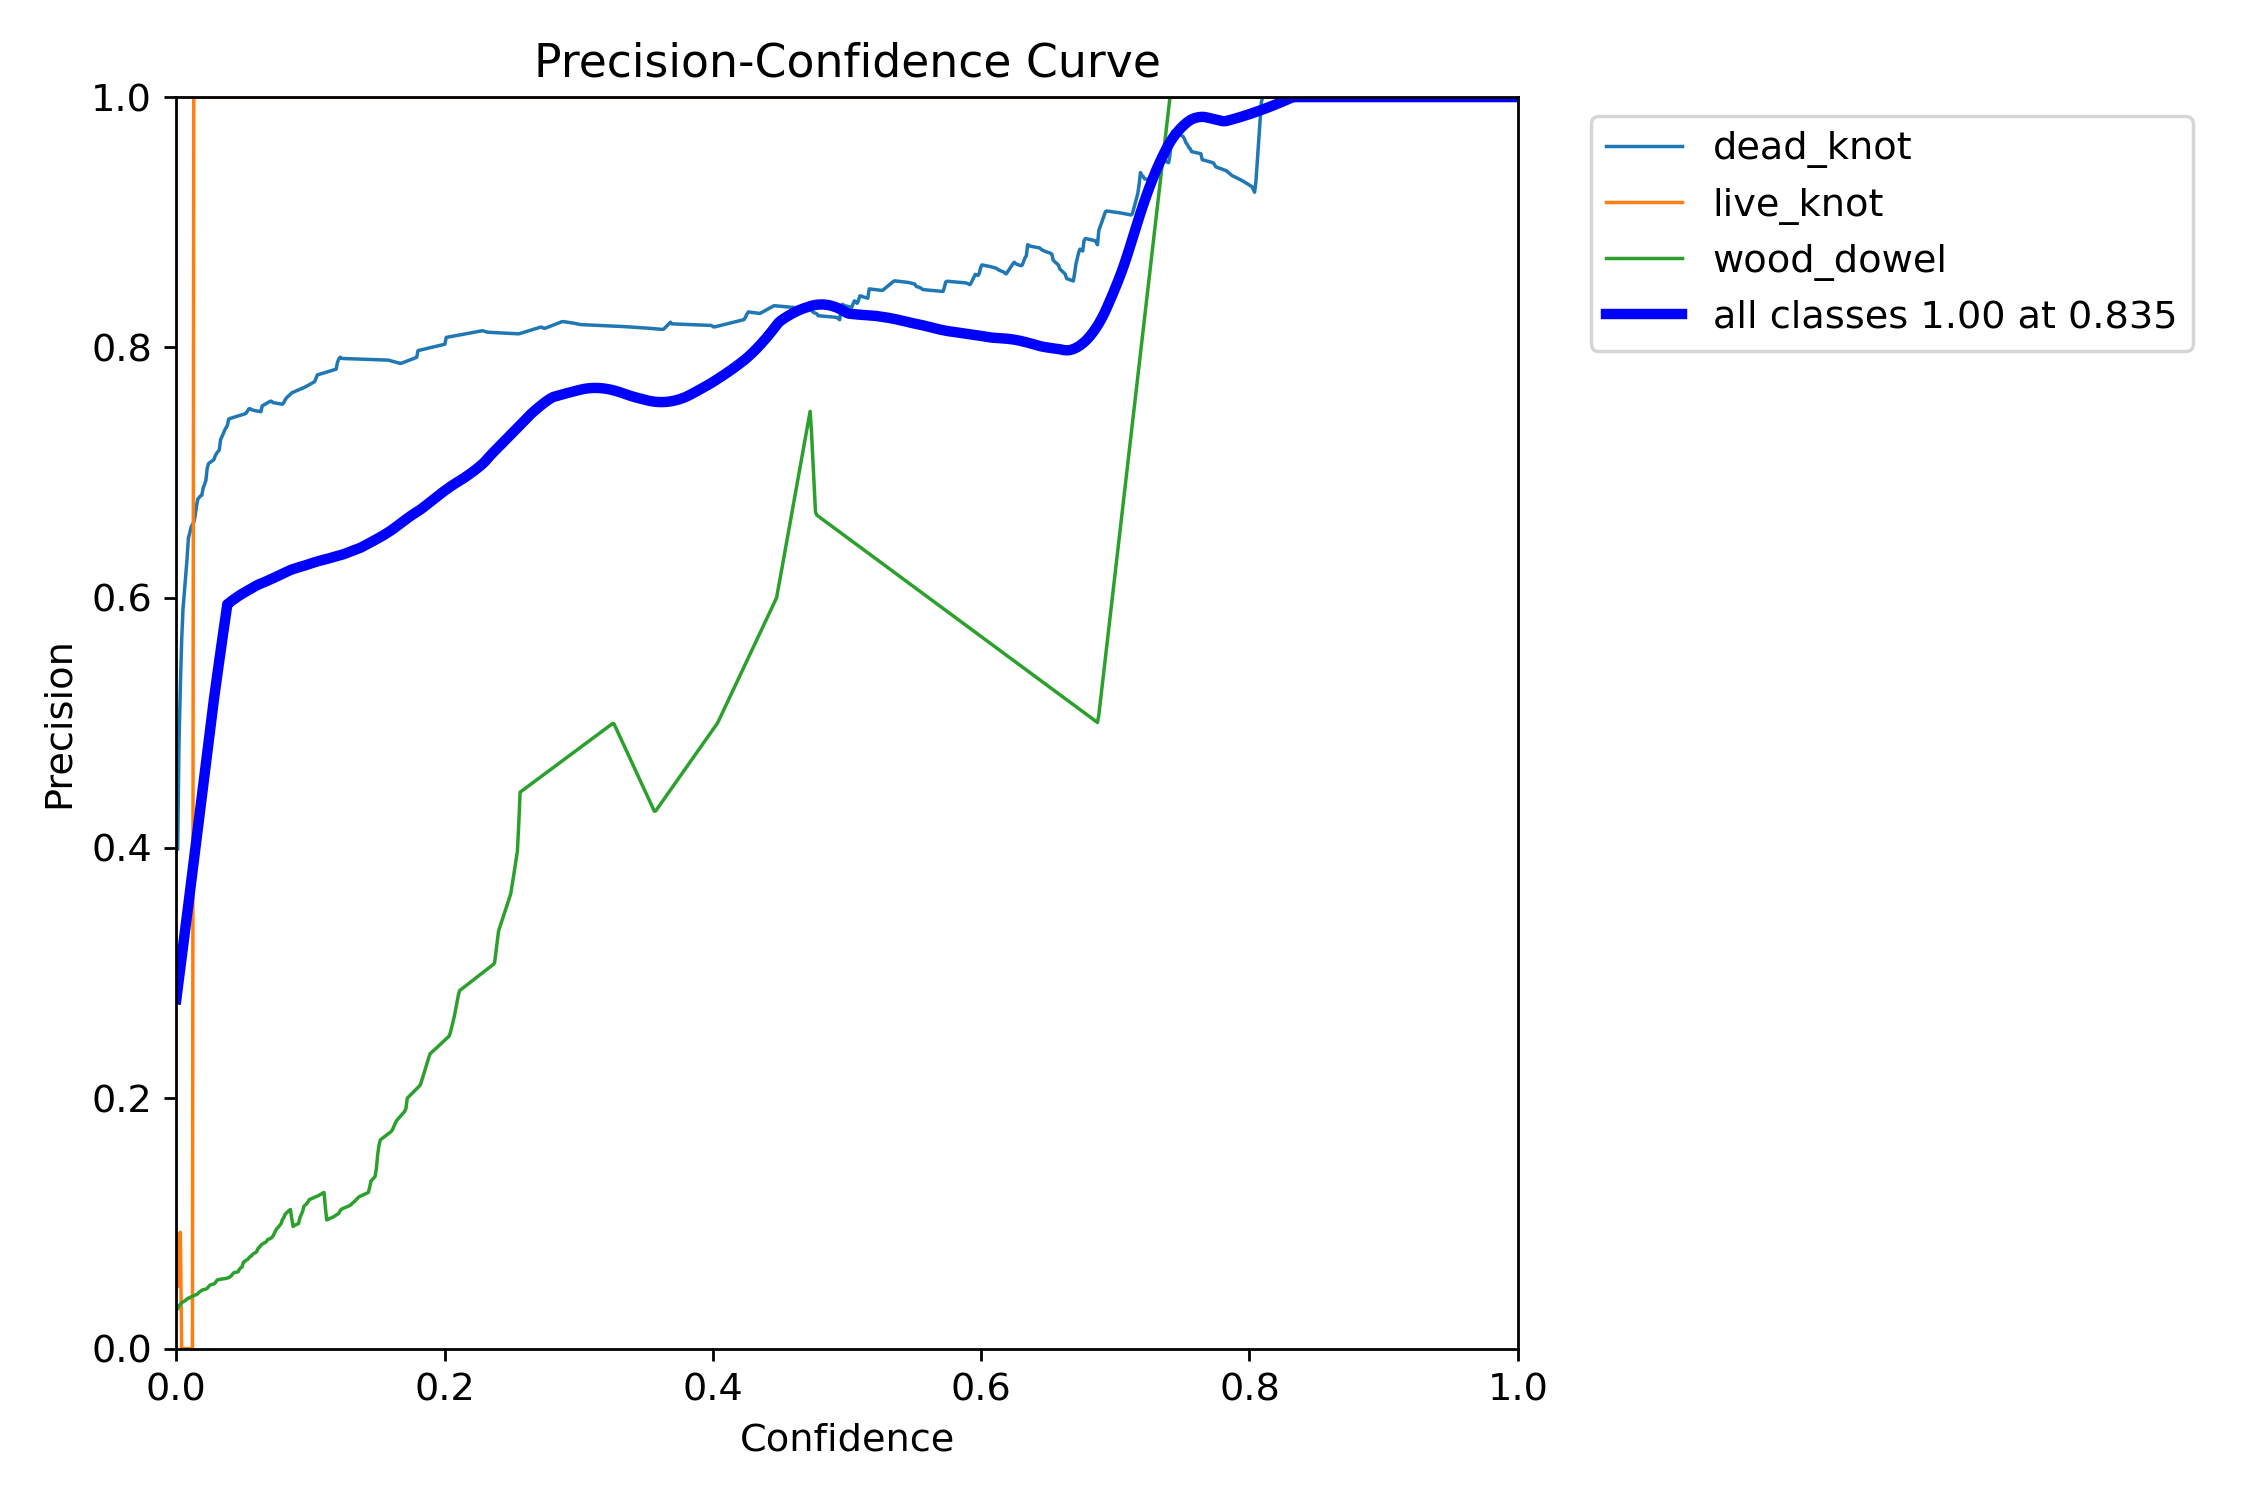 Precision-Confidence Curve
1.0
0.8
0.6
0.4
0.2
0.0
Precision
0.0 0.2 0.4 0.6 0.8 1.0
Confidence
dead_knot
live_knot
wood_dowel
all classes 1.00 at 0.835